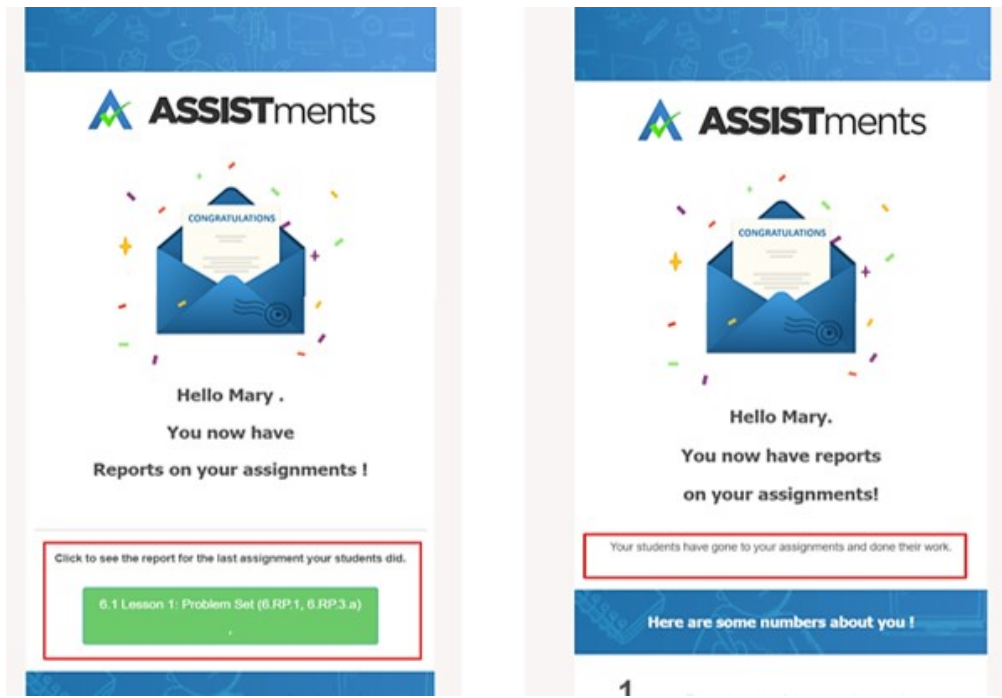 ASSISTments
CONGRATULATIONS
Hello Mary .
You now have
Reports on your assignments !
Click to see the report for the last assignment your students did.
6.1 Lesson 1: Problem Set (6.RP.1, 6.RP.3.a)
,
ASSISTments
CONGRATULATIONS
Hello Mary.
You now have reports
on your assignments!
Your students have gone to your assignments and done their work.
Here are some numbers about you !
1